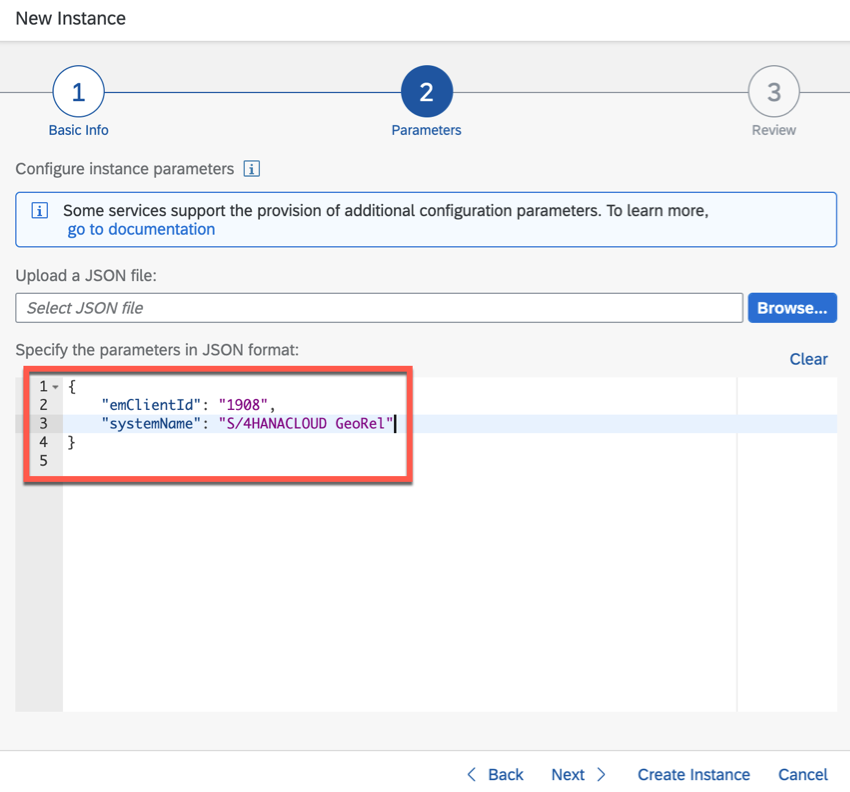 New Instance
1
2
3
Basic Info
Parameters
Review
Configure instance parameters i
i Some services support the provision of additional configuration parameters. To learn more,
go to documentation
Upload a JSON file:
Select JSON file
Browse...
Specify the parameters in JSON format:
Clear
1 {
2 "emClientId": "1908",
3 "systemName": "S/4HANACLOUD GeoRel"
4 }
5
Back
Next
Create Instance
Cancel